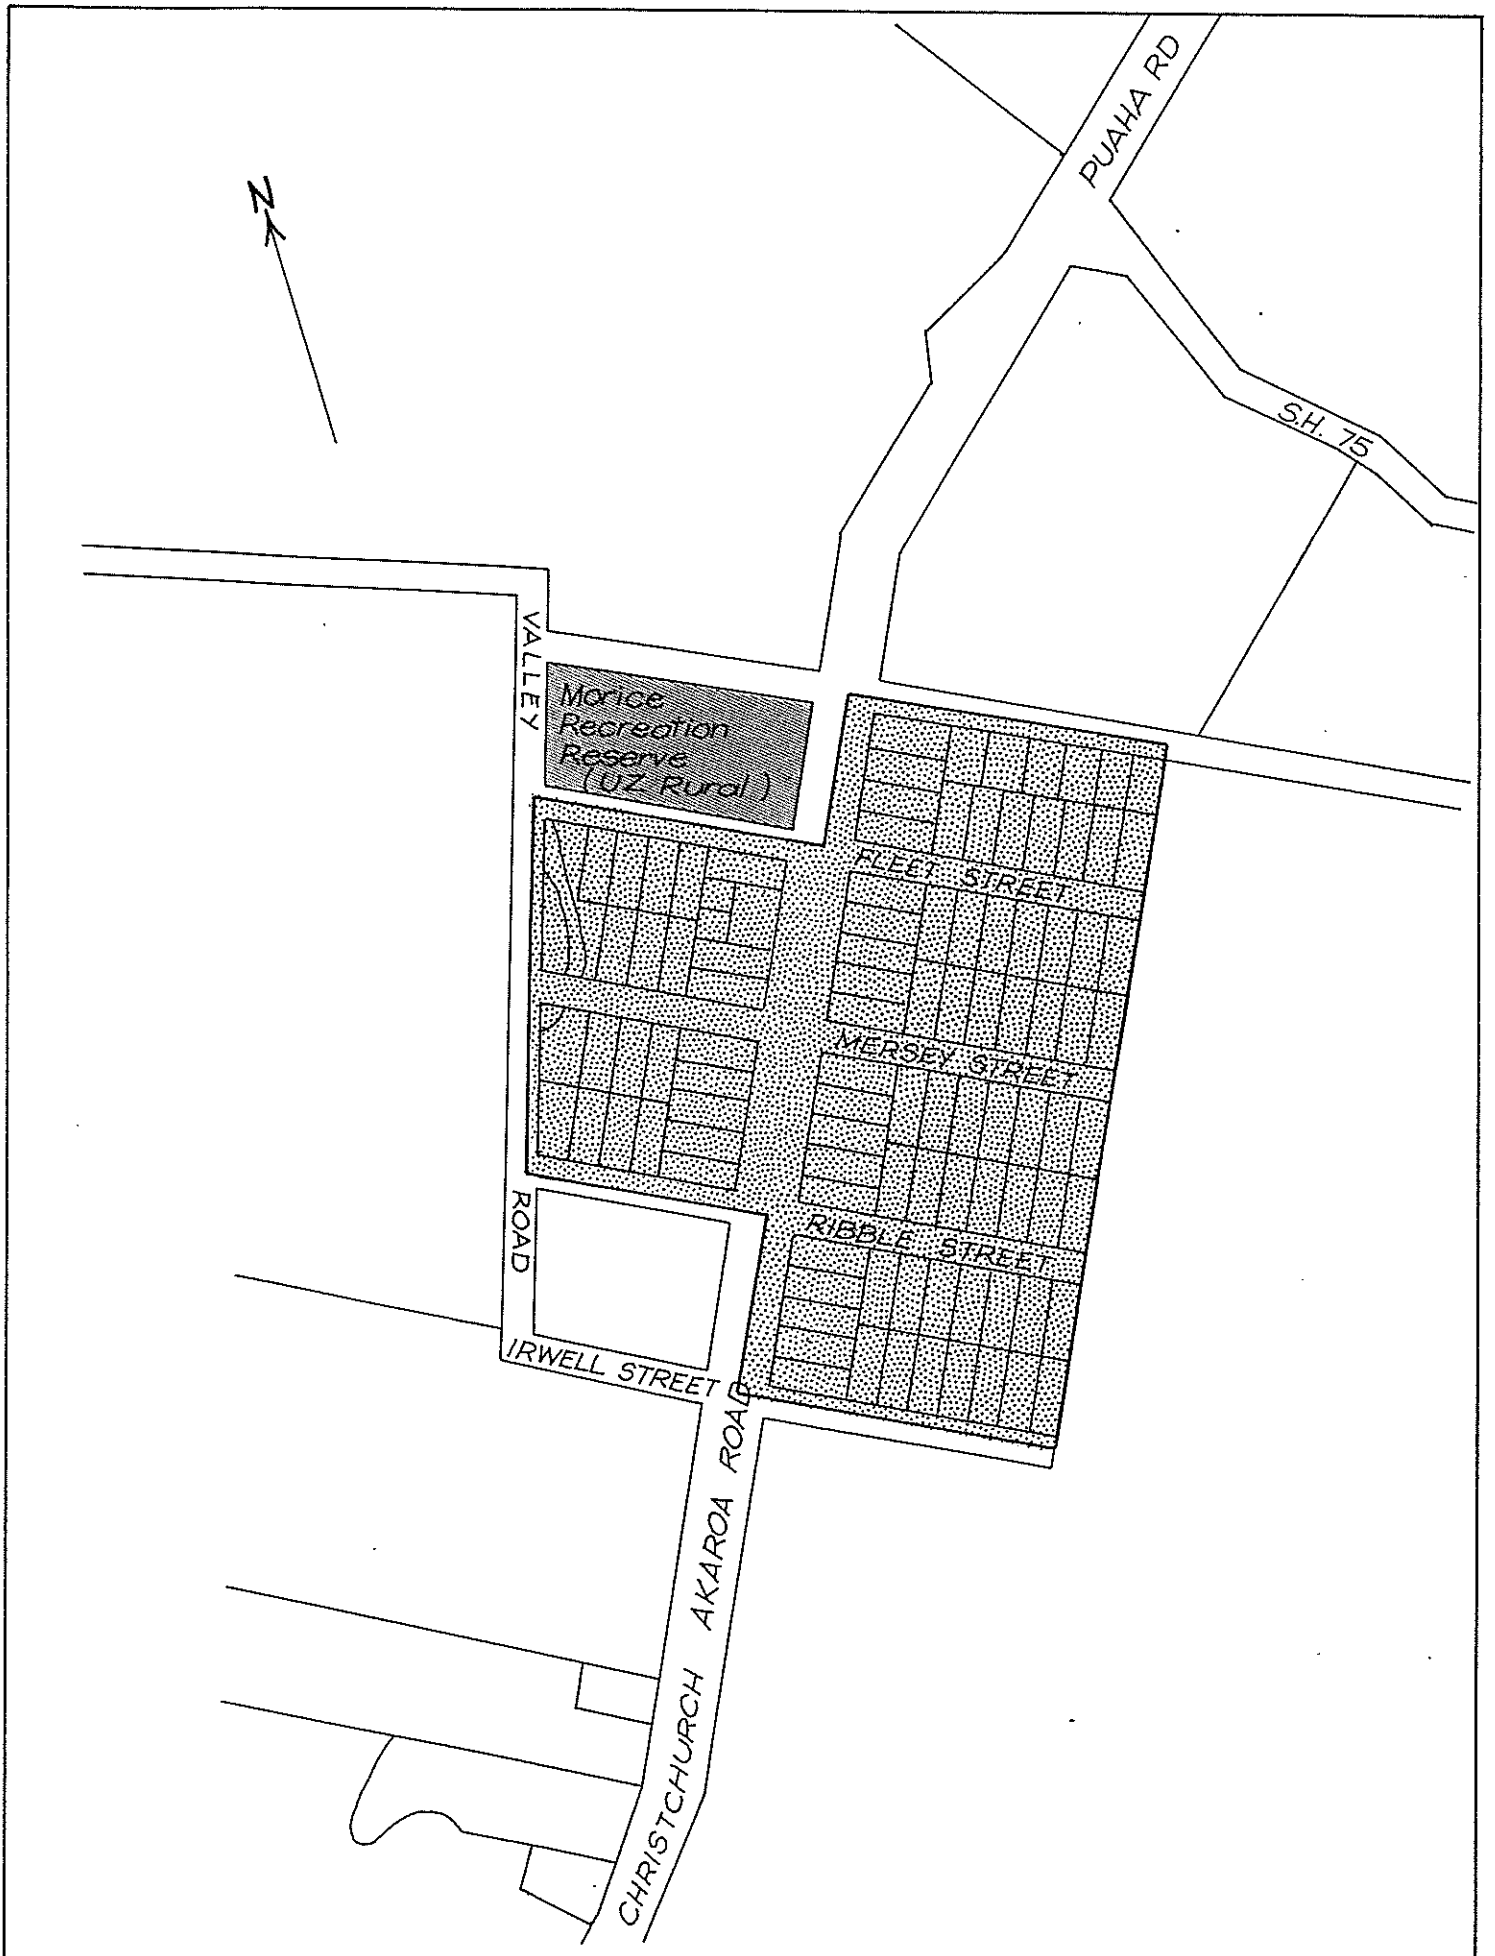 PUAHA RD
N
S.H. 75
VALLEY
Morice
Recreation
Reserve
(UZ Rural)
FLEET STREET
MERSEY STREET
ROAD
RIBBLE STREET
IRWELL STREET
CHRISTCHURCH AKAROA ROAD